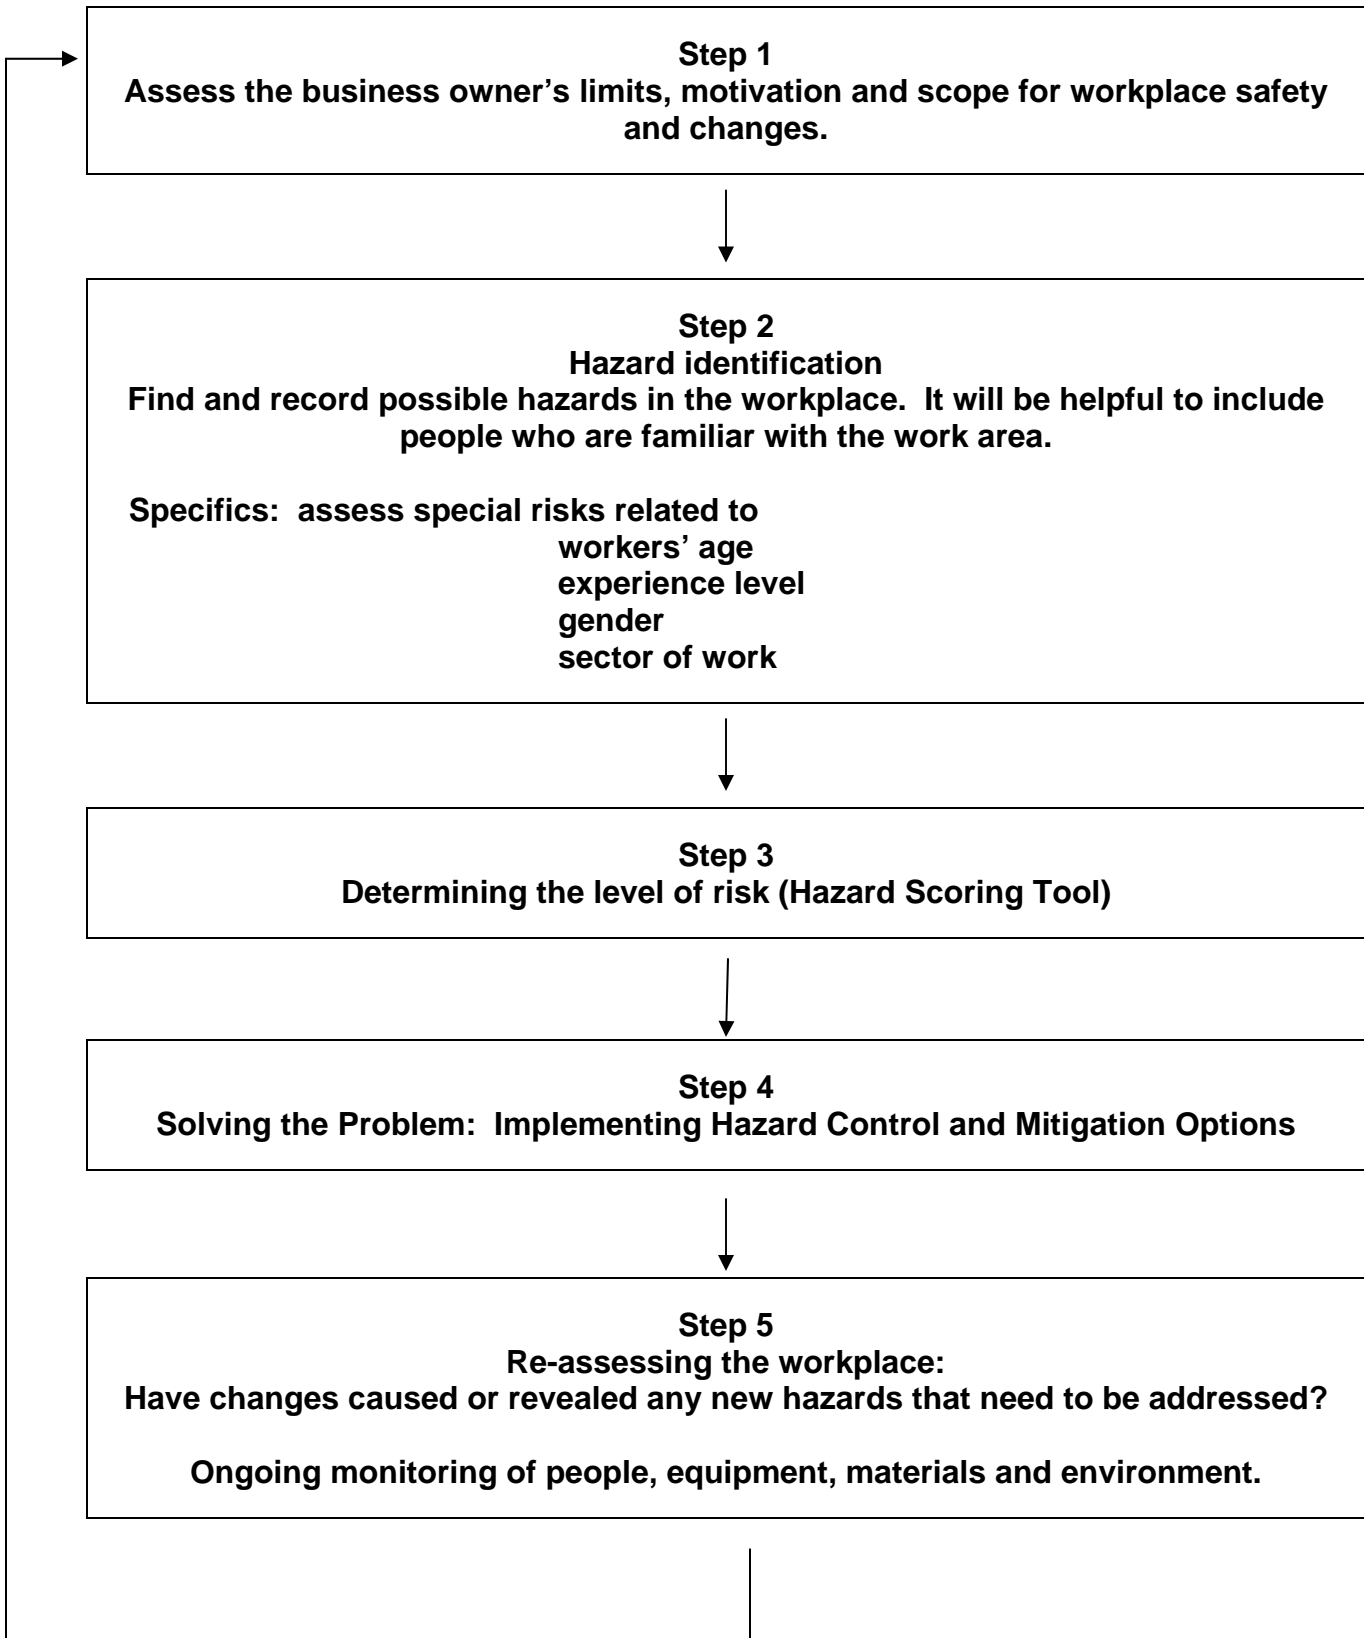 Step 1
Assess the business owner’s limits, motivation and scope for workplace safety
and changes.
Step 2
Hazard identification
Find and record possible hazards in the workplace.  It will be helpful to include
people who are familiar with the work area.
Specifics:  assess special risks related to
workers’ age
experience level
gender
sector of work
Step 3
Determining the level of risk (Hazard Scoring Tool)
Step 4
Solving the Problem:  Implementing Hazard Control and Mitigation Options
Step 5
Re-assessing the workplace:
Have changes caused or revealed any new hazards that need to be addressed?
Ongoing monitoring of people, equipment, materials and environment.